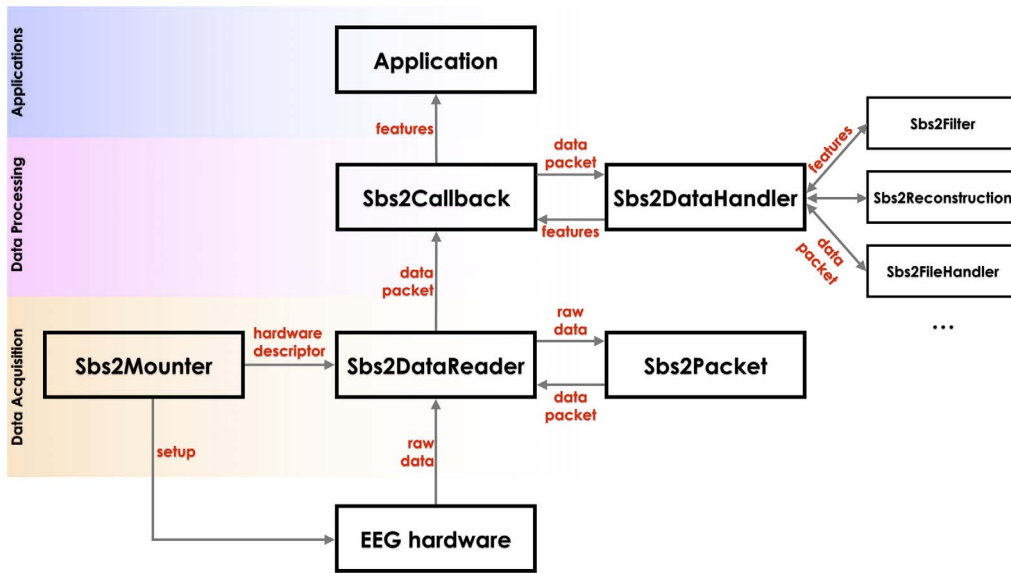 Applications
Application
features
Data Processing
Sbs2Callback
data
packet
features
Sbs2DataHandler
features
data
packet
Sbs2Filter
Sbs2Reconstruction
Sbs2FileHandler
...
data
packet
Data Acquisition
Sbs2Mounter
hardware
descriptor
Sbs2DataReader
raw
data
data
packet
Sbs2Packet
setup
raw
data
EEG hardware